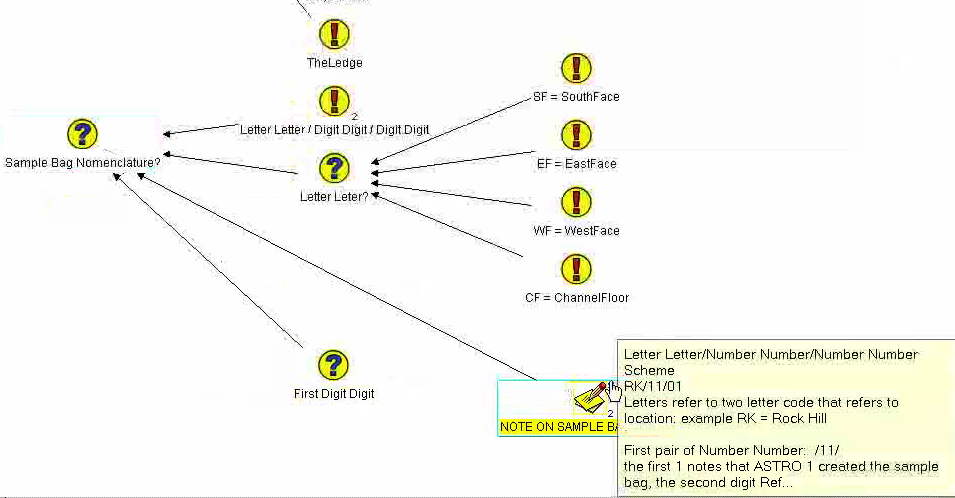 TheLedge
2
Letter Letter / Digit Digit / Digit Digit
Sample Bag Nomenclature?
Letter Leter?
SF = SouthFace
EF = EastFace
WF = WestFace
CF = ChannelFloor
First Digit Digit
2
NOTE ON SAMPLE BA
Letter Letter/Number Number/Number Number
Scheme
RK/11/01
Letters refer to two letter code that refers to
location: example RK = Rock Hill
First pair of Number Number: /11/
the first 1 notes that ASTRO 1 created the sample
bag, the second digit Ref...